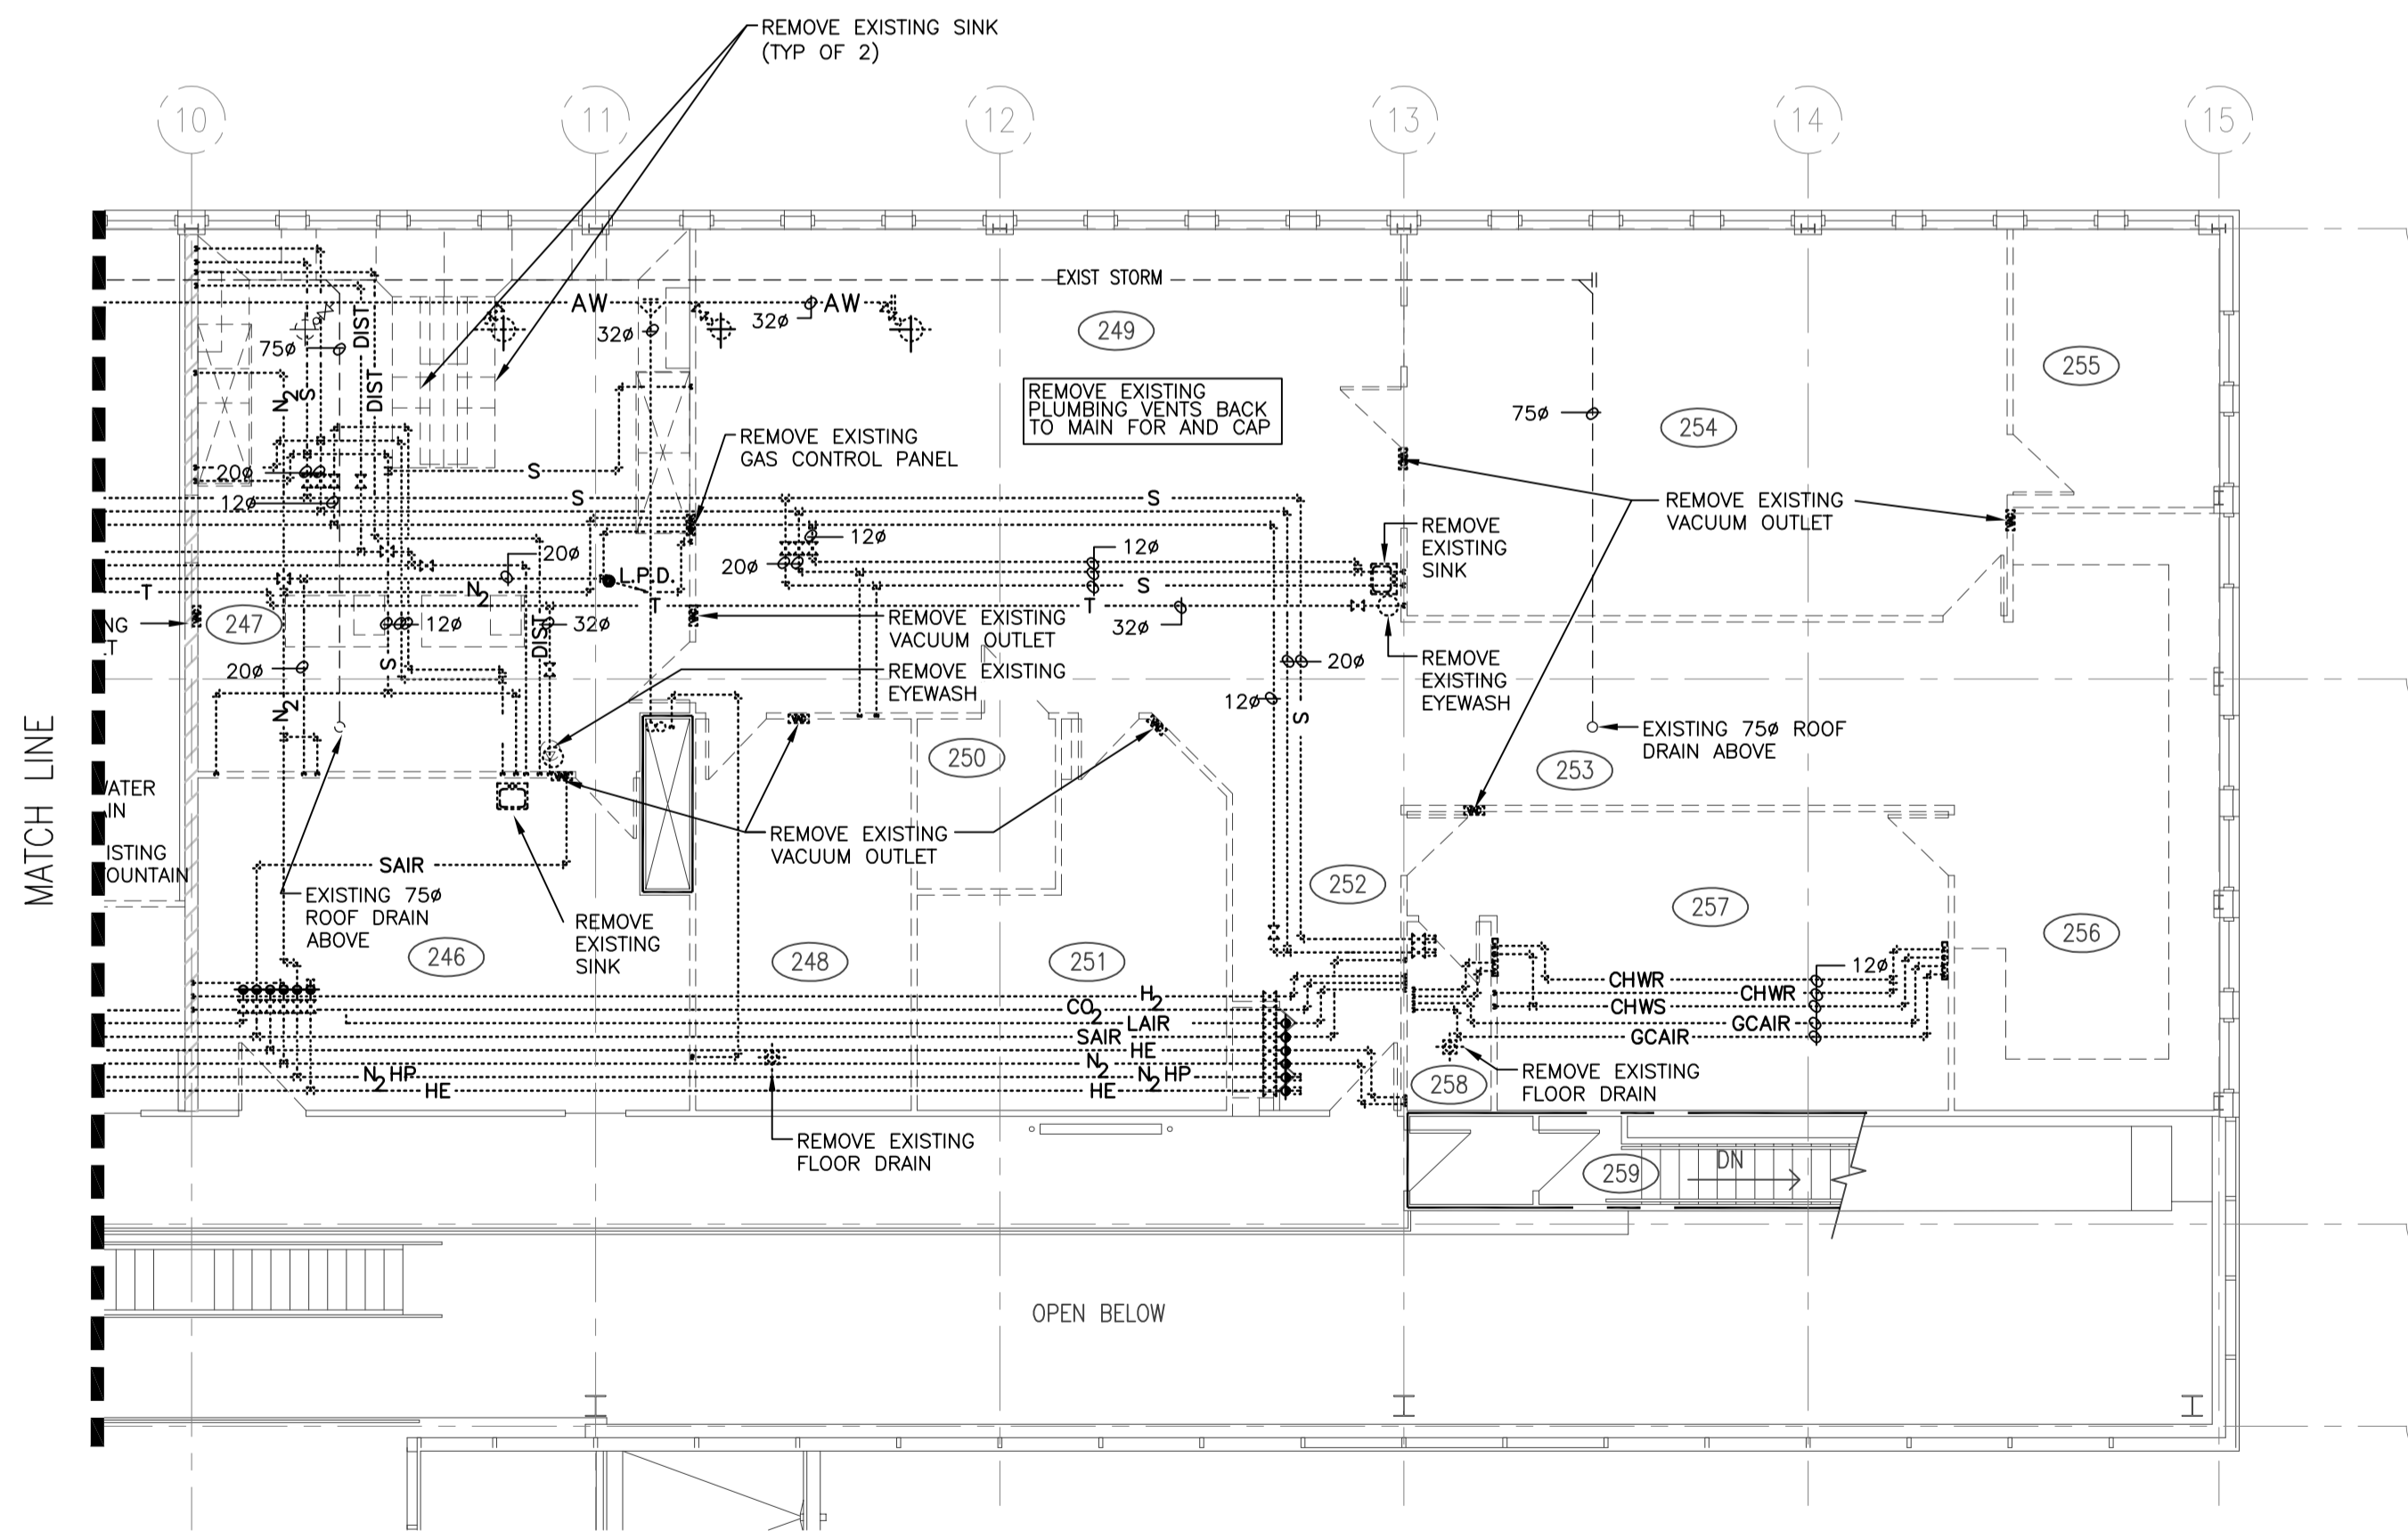 REMOVE EXISTING SINK
(TYP OF 2)
10
11
12
13
14
15
EXIST STORM
AW
32ø
32ø
AW
249
75ø
DIST
DIST
N2
S
255
REMOVE EXISTING
PLUMBING VENTS BACK
TO MAIN FOR AND CAP
75ø
254
REMOVE EXISTING
GAS CONTROL PANEL
20ø
S
12ø
S
S
REMOVE EXISTING
VACUUM OUTLET
REMOVE
EXISTING
SINK
12ø
12ø
20ø
20ø
L.P.D.
S
T
N2
T
T
247
12ø
DIST
32ø
REMOVE EXISTING
VACUUM OUTLET
32ø
NG
T
S
20ø
REMOVE EXISTING
EYEWASH
20ø
REMOVE
EXISTING
EYEWASH
12ø
N2
S
MATCH LINE
EXISTING 75ø ROOF
DRAIN ABOVE
250
253
WATER
AIN
REMOVE EXISTING
VACUUM OUTLET
ISTING
OUNTAIN
SAIR
EXISTING 75ø
ROOF DRAIN
ABOVE
252
257
256
REMOVE
EXISTING
SINK
246
248
251
12ø
CHWR
H2
CHWR
CO2
CHWS
LAIR
GCAIR
SAIR
GCAIR
HE
N2
N2 HP
N2 HP
HE
HE
258
REMOVE EXISTING
FLOOR DRAIN
REMOVE EXISTING
FLOOR DRAIN
259
DN
OPEN BELOW